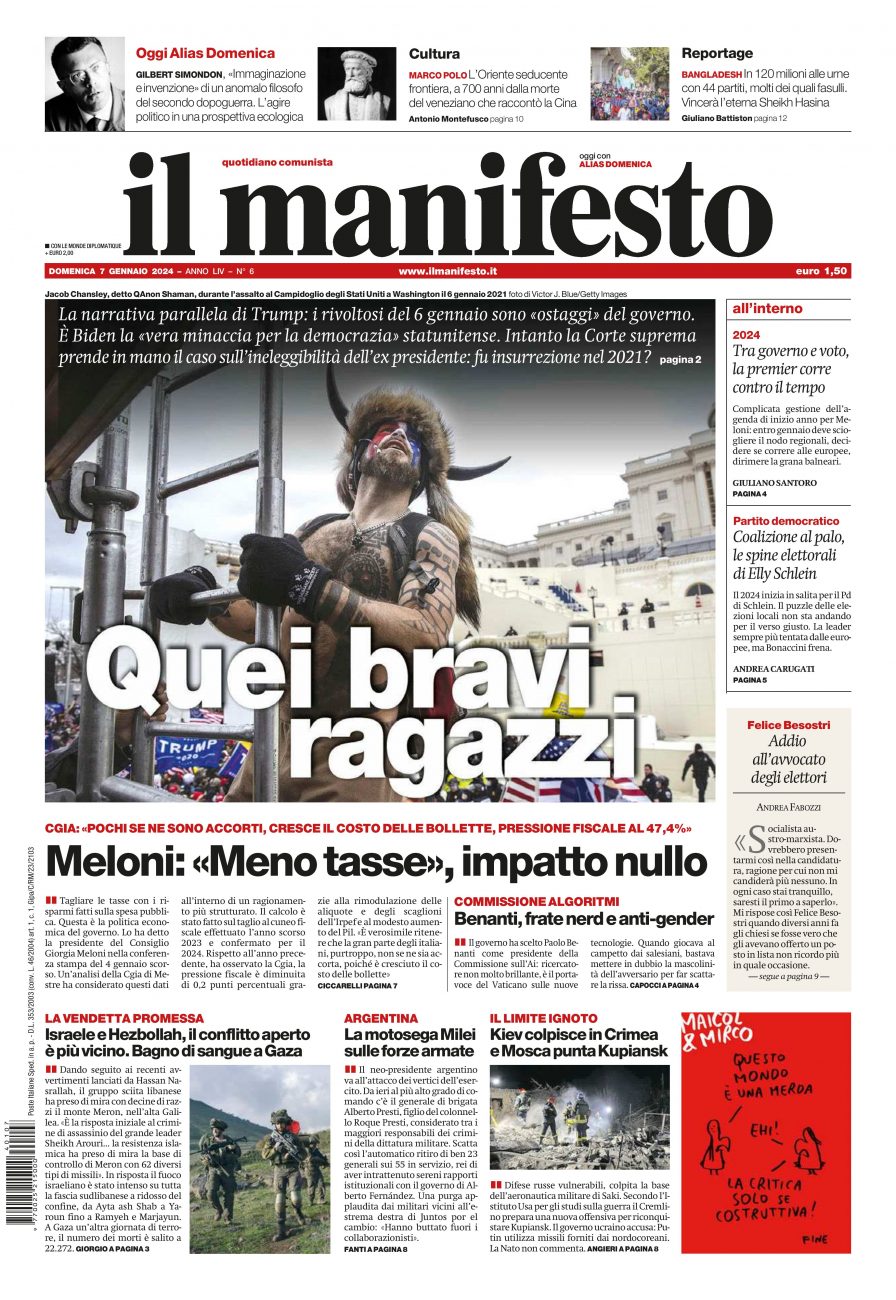 Oggi Alias Domenica
GILBERT SIMONDON, «Immaginazione
e invenzione» di un anomalo filosofo
del secondo dopoguerra. L'agire
politico in una prospettiva ecologica
Cultura
MARCO POLO L'Oriente seducente
frontiera, a 700 anni dalla morte
del veneziano che raccontò la Cina
Antonio Montefusco pagina 10
Reportage
BANGLADESH In 120 milioni alle urne
con 44 partiti, molti dei quali fasulli.
Vincerà l'eterna Sheikh Hasina
Giuliano Battiston pagina 12
quotidiano comunista
oggi con
ALIAS DOMENICA
il manifesto
■ CON LE MONDE DIPLOMATIQUE
+ EURO 2,00
DOMENICA 7 GENNAIO 2024 – ANNO LIV – N° 6
www.ilmanifesto.it
euro 1,50
Jacob Chansley, detto QAnon Shaman, durante l'assalto al Campidoglio degli Stati Uniti a Washington il 6 gennaio 2021 foto di Victor J. Blue/Getty Images
La narrativa parallela di Trump: i rivoltosi del 6 gennaio sono «ostaggi» del governo.
È Biden la «vera minaccia per la democrazia» statunitense. Intanto la Corte suprema
prende in mano il caso sull'ineleggibilità dell'ex presidente: fu insurrezione nel 2021? pagina 2
TRUMP
2020
Quei bravi
ragazzi
all'interno
2024
Tra governo e voto,
la premier corre
contro il tempo
Complicata gestione dell'a-
genda di inizio anno per Me-
loni: entro gennaio deve scio-
gliere il nodo regionali, deci-
dere se correre alle europee,
dirimere la grana balneari.
GIULIANO SANTORO
PAGINA 4
Partito democratico
Coalizione al palo,
le spine elettorali
di Elly Schlein
Il 2024 inizia in salita per il Pd
di Schlein. Il puzzle delle ele-
zioni locali non sta andando
per il verso giusto. La leader
sempre più tentata dalle euro-
pee, ma Bonaccini frena.
ANDREA CARUGATI
PAGINA 5
Felice Besostri
Addio
all'avvocato
degli elettori
ANDREA FABOZZI
«Socialista au-
stro-marxista. Do-
vrebbero presen-
tarmi così nella candidatu-
ra, ragione per cui non mi
candiderà più nessuno. In
ogni caso stai tranquillo,
saresti il primo a saperlo».
Mi rispose così Felice Beso-
stri quando diversi anni fa
gli chiesi se fosse vero che
gli avevano offerto un po-
sto in lista non ricordo più
in quale occasione.
— segue a pagina 9 —
CGIA: «POCHI SE NE SONO ACCORTI, CRESCE IL COSTO DELLE BOLLETTE, PRESSIONE FISCALE AL 47,4%»
Meloni: «Meno tasse», impatto nullo
Tagliare le tasse con i ri-
sparmi fatti sulla spesa pubbli-
ca. Questa è la politica econo-
mica del governo. Lo ha detto
la presidente del Consiglio
Giorgia Meloni nella conferen-
za stampa del 4 gennaio scor-
so. Un'analisi della Cgia di Me-
stre ha considerato questi dati
all'interno di un ragionamen-
to più strutturato. Il calcolo è
stato fatto sul taglio al cuneo fi-
scale effettuato l'anno scorso
2023 e confermato per il
2024. Rispetto all'anno prece-
dente, ha osservato la Cgia, la
pressione fiscale è diminuita
di 0,2 punti percentuali gra-
zie alla rimodulazione delle
aliquote e degli scaglioni
dell'Irpef e al modesto aumen-
to del Pil. «È verosimile ritene-
re che la gran parte degli italia-
ni, purtroppo, non se ne sia ac-
corta, poiché è cresciuto il co-
sto delle bollette»
CICCARELLI PAGINA 7
COMMISSIONE ALGORITMI
Benanti, frate nerd e anti-gender
Il governo ha scelto Paolo Be-
nanti come presidente della
Commissione sull'Ai: ricercato-
re non molto brillante, è il porta-
voce del Vaticano sulle nuove
tecnologie. Quando giocava al
campetto dai salesiani, bastava
mettere in dubbio la mascolini-
tà dell'avversario per far scatta-
re la rissa. CAPOCCI A PAGINA 4
LA VENDETTA PROMESSA
Israele e Hezbollah, il conflitto aperto
è più vicino. Bagno di sangue a Gaza
Dando seguito ai recenti av-
vertimenti lanciati da Hassan Na-
srallah, il gruppo sciita libanese
ha preso di mira con decine di raz-
zi il monte Meron, nell'alta Gali-
lea. «È la risposta iniziale al crimi-
ne di assassinio del grande leader
Sheikh Arouri... la resistenza isla-
mica ha preso di mira la base di
controllo di Meron con 62 diversi
tipi di missili». In risposta il fuoco
israeliano è stato intenso su tutta
la fascia sudlibanese a ridosso del
confine, da Ayta ash Shab a Ya-
roun fino a Ramyeh e Marjayun.
A Gaza un'altra giornata di terro-
re, il numero dei morti è salito a
22.272. GIORGIO A PAGINA 3
ARGENTINA
La motosega Milei
sulle forze armate
Il neo-presidente argentino
va all'attacco dei vertici dell'eser-
cito. Da ieri al più alto grado di co-
mando c'è il generale di brigata
Alberto Presti, figlio del colonnel-
lo Roque Presti, considerato tra i
maggiori responsabili dei crimi-
ni della dittatura militare. Scatta
così l'automatico ritiro di ben 23
generali sui 55 in servizio, rei di
aver intrattenuto sereni rapporti
istituzionali con il governo di Al-
berto Fernández. Una purga ap-
plaudita dai militari vicini all'e-
strema destra di Juntos por el
cambio: «Hanno buttato fuori i
collaborazionisti».
FANTI A PAGINA 8
IL LIMITE IGNOTO
Kiev colpisce in Crimea
e Mosca punta Kupiansk
Difese russe vulnerabili, colpita la base
dell'aeronautica militare di Saki. Secondo l'I-
stituto Usa per gli studi sulla guerra il Cremli-
no prepara una nuova offensiva per riconqui-
stare Kupiansk. Il governo ucraino accusa: Pu-
tin utilizza missili forniti dai nordcoreani.
La Nato non commenta. ANGIERI A PAGINA 8
MAICOL
& MIRCO
QUESTO
MONDO
È UNA MERDA
EHI!
LA CRITICA
SOLO SE
COSTRUTTIVA!
FINE
Poste Italiane Sped. in a. p. - D.L. 353/2003 (conv. L. 46/2004) art. 1, c. 1, Gipa/C/RM/23/2103
40107
9 770025 215000